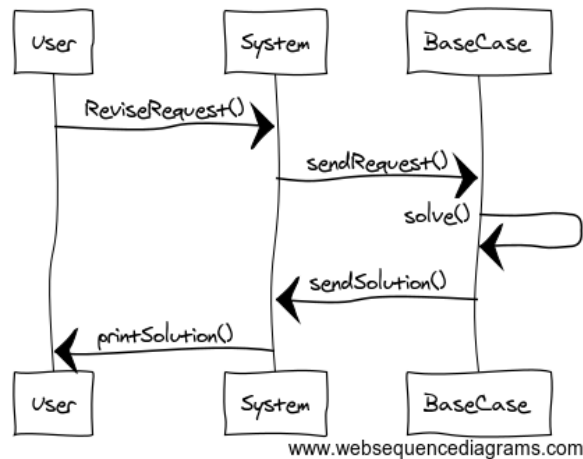 User
System
BaseCase
ReviseRequest()
sendRequest()
solve()
sendSolution()
printSolution()
User
System
BaseCase
www.websequencediagrams.com